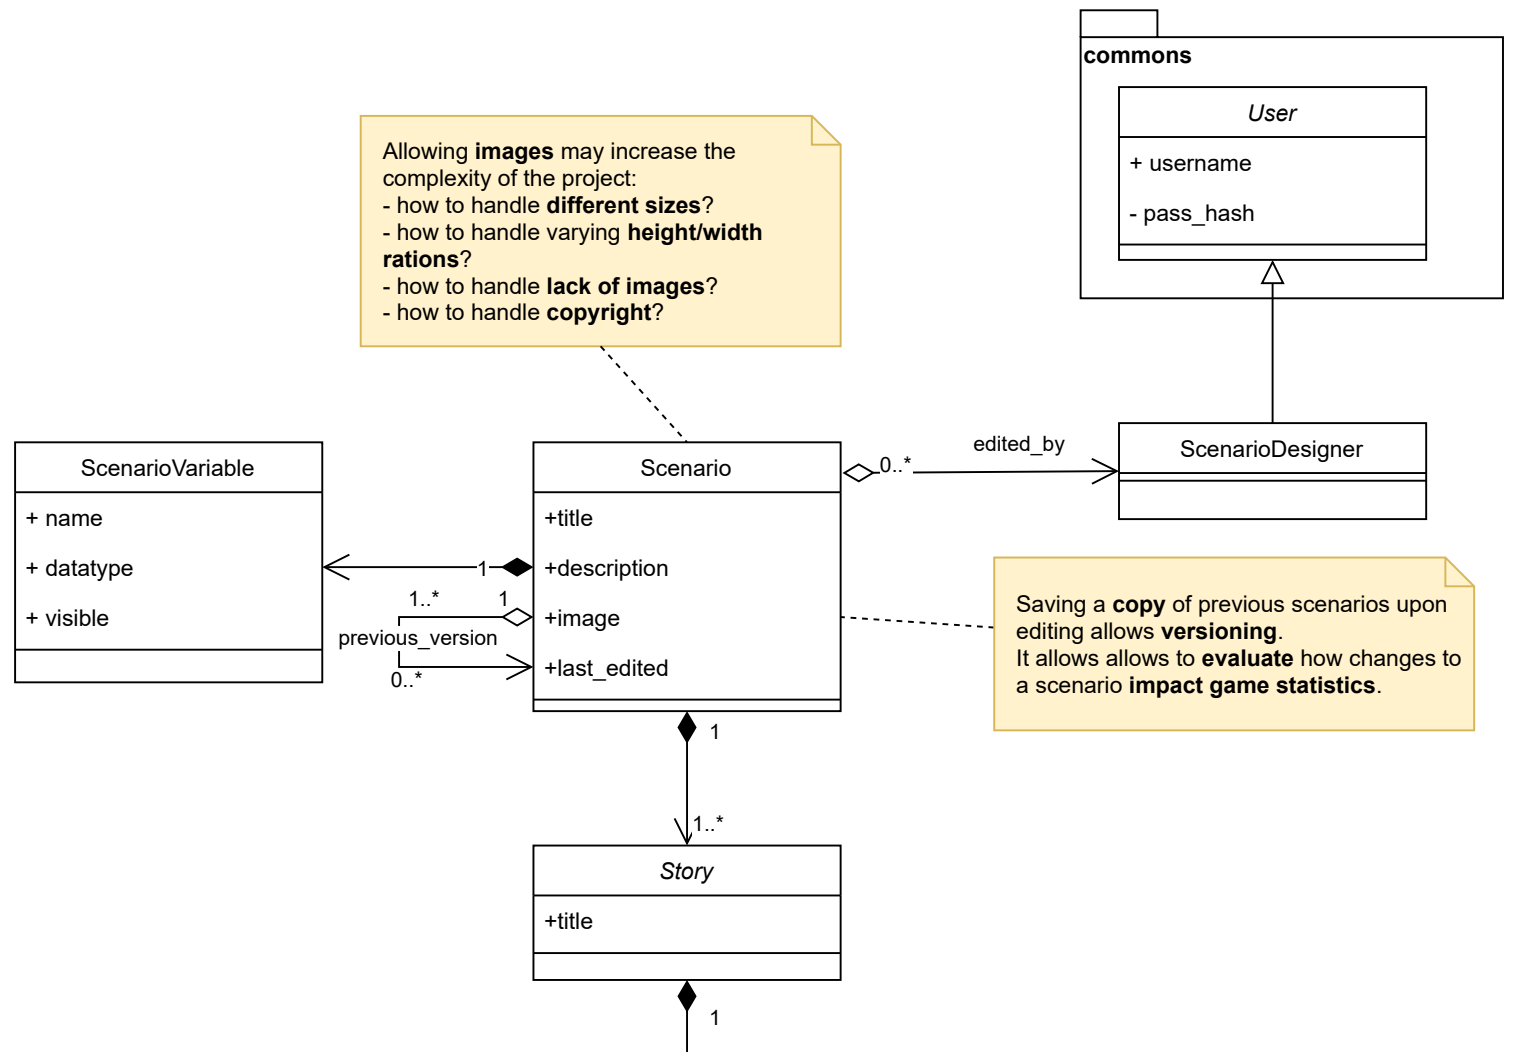 commons
User
+ username
- pass_hash
Allowing images may increase the
complexity of the project:
- how to handle different sizes?
- how to handle varying height/width
rations?
- how to handle lack of images?
- how to handle copyright?
ScenarioVariable
+ name
+ datatype
+ visible
Scenario
+title
+description
+image
+last_edited
0..*
edited_by
ScenarioDesigner
1
1..*
1
previous_version
0..*
Saving a copy of previous scenarios upon
editing allows versioning.
It allows allows to evaluate how changes to
a scenario impact game statistics.
1
1..*
Story
+title
1